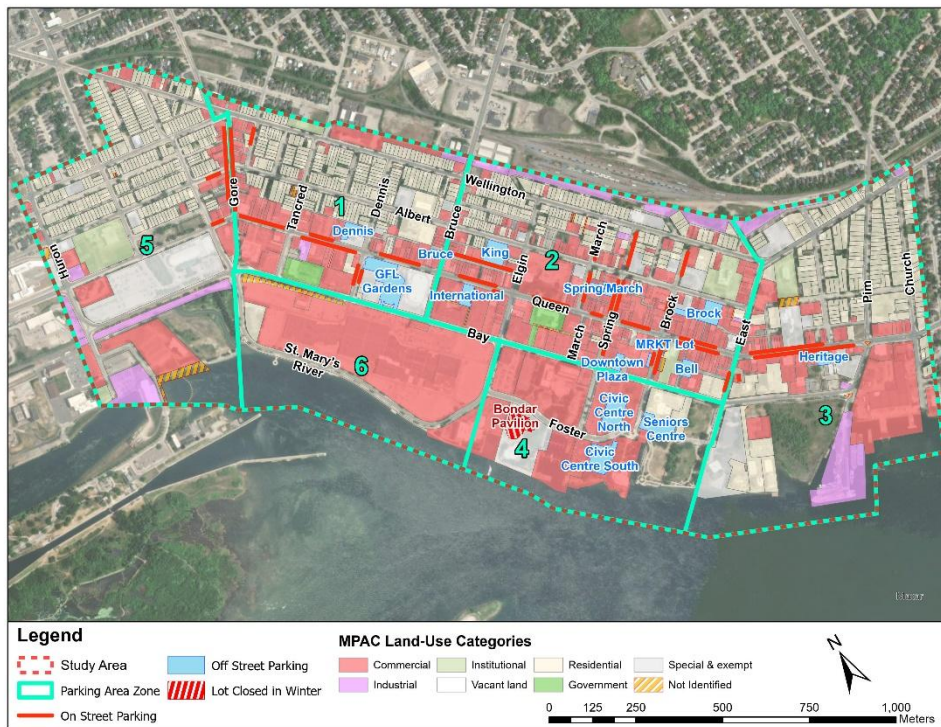 Wellington
Gore
Tancred
1
Dennis
Albert
Bruce
Dennis
Bruce
King
Elgin
2
March
Spring/March
GFL
Gardens
International
Queen
Huron
5
Bay
March
Spring
Brock
Brock
East
Pim
Church
MRKT Lot
Bell
Heritage
St. Mary's
River
6
Downtown
Plaza
Bondar
Pavilion
Foster
Civic
Centre
North
Seniors
Centre
3
4
Civic
Centre South
Legend
Study Area
Parking Area Zone
On Street Parking
Off Street Parking
Lot Closed in Winter
MPAC Land-Use Categories
Commercial
Institutional
Residential
Special & exempt
Industrial
Vacant land
Government
Not Identified
N
0 125 250 500 750 1,000
Meters